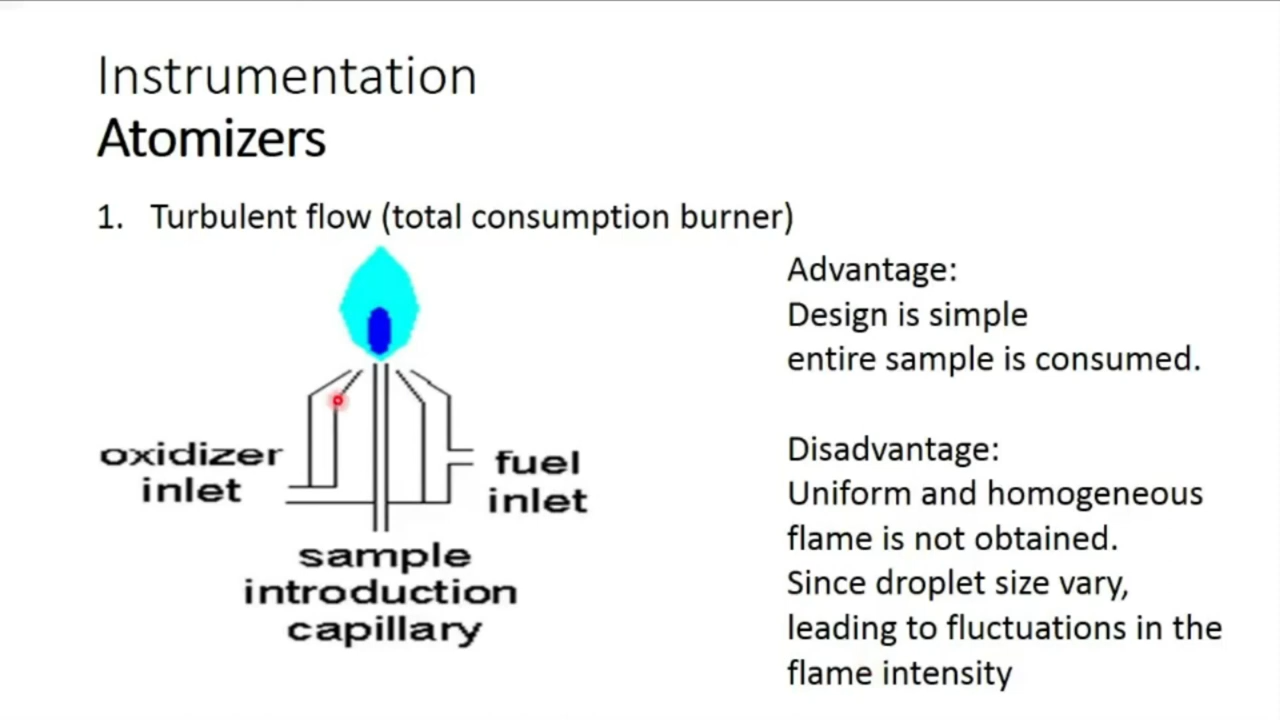 Instrumentation
Atomizers
1. Turbulent flow (total consumption burner)
oxidizer
inlet
fuel
inlet
sample
introduction
capillary
Advantage:
Design is simple
entire sample is consumed.
Disadvantage:
Uniform and homogeneous
flame is not obtained.
Since droplet size vary,
leading to fluctuations in the
flame intensity